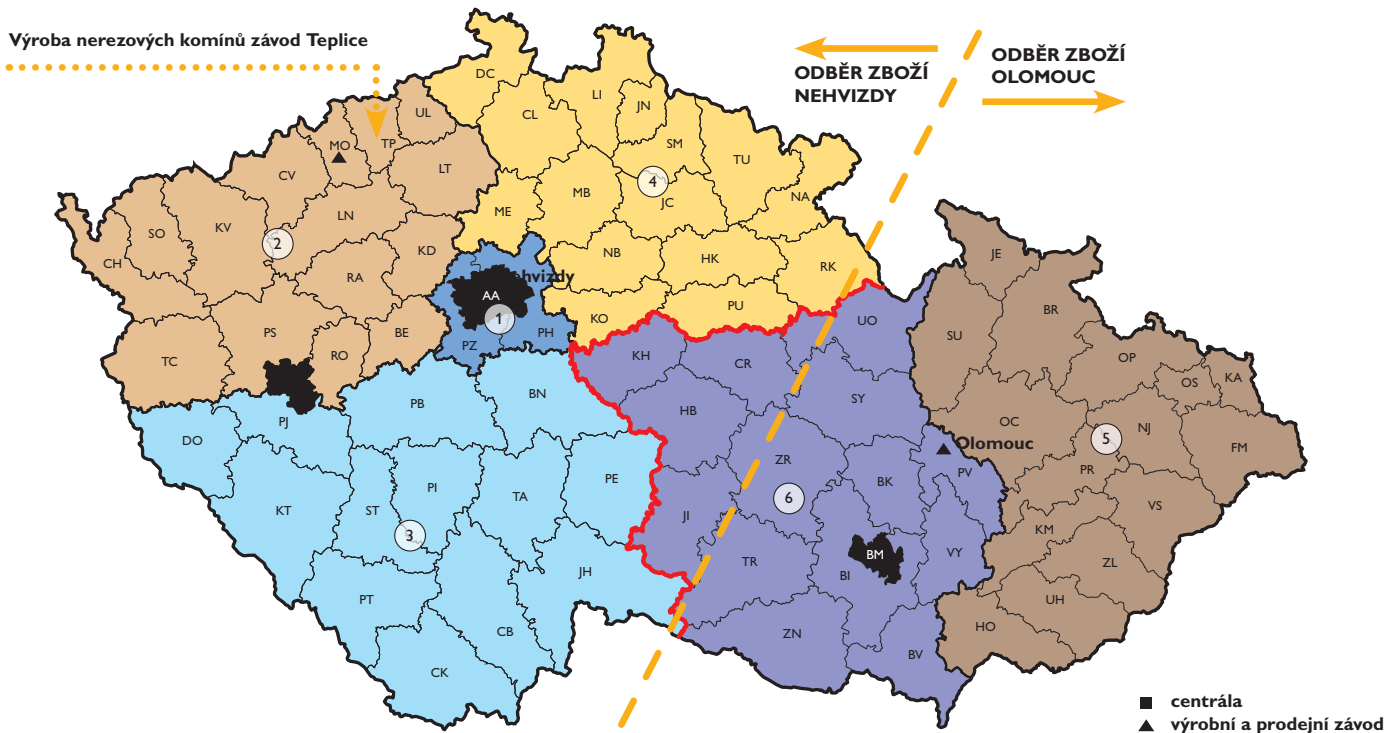 Výroba nerezových komínů závod Teplice
ODBĚR ZBOŽÍ
NEHVIZDY
ODBĚR ZBOŽÍ
OLOMOUC
DC
LI
JN
CL
UL
MO
TP
SM
TU
LT
CV
MB
4
JC
NA
ME
LN
SO
KV
2
KD
NB
HK
RK
CH
RA
JE
AA
BR
PS
1
KO
PU
UO
BE
PZ
PH
SU
TC
RO
KH
CR
OP
OS
KA
BN
PB
HB
SY
DO
PJ
OC
NJ
5
FM
Olomouc
ZR
PV
PR
PE
BK
PI
TA
6
VS
KT
ST
JI
KM
3
BM
VY
TR
BI
ZL
JH
PT
UH
HO
CB
ZN
BV
CK
centrála
výrobní a prodejní závod